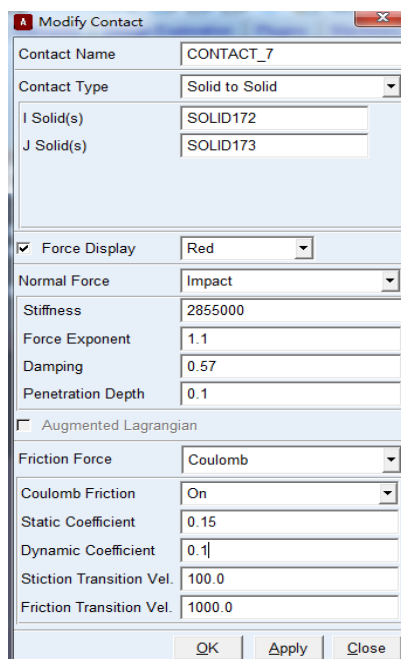 A Modify Contact
Contact Name CONTACT_7
Contact Type Solid to Solid
I Solid(s) SOLID172
J Solid(s) SOLID173
Force Display Red
Normal Force Impact
Stiffness 2855000
Force Exponent 1.1
Damping 0.57
Penetration Depth 0.1
Augmented Lagrangian
Friction Force Coulomb
Coulomb Friction On
Static Coefficient 0.15
Dynamic Coefficient 0.1
Stiction Transition Vel. 100.0
Friction Transition Vel. 1000.0
OK Apply Close